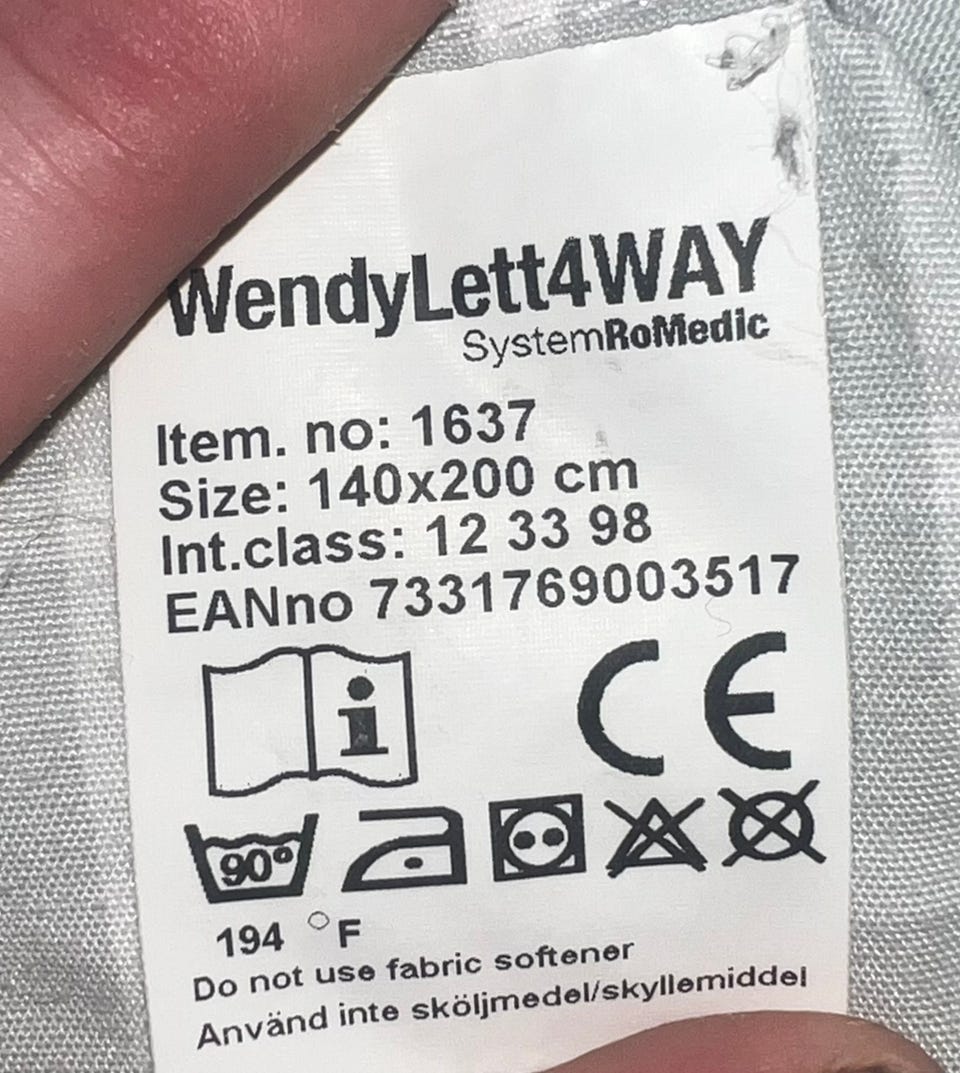 WendyLett4WAY
SystemRoMedic
Item. no: 1637
Size: 140x200 cm
Int.class: 12 33 98
EANno 7331769003517
i
CE
90°
194 °F
Do not use fabric softener
Använd inte sköljmedel/skyllemiddel